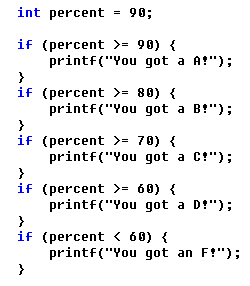 int percent = 90;
if (percent >= 90) {
printf("You got a A!");
}
if (percent >= 80) {
printf("You got a B!");
}
if (percent >= 70) {
printf("You got a C!");
}
if (percent >= 60) {
printf("You got a D!");
}
if (percent < 60) {
printf("You got an F!");
}